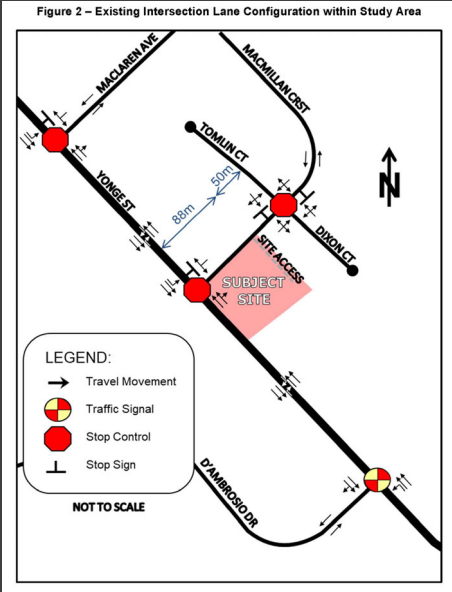 Figure 2 – Existing Intersection Lane Configuration within Study Area
MACLAREN AVE
MACMILLAN CRST
TOMLIN CT
N
50m
YONGE ST
88m
DIXON CT
SITE ACCESS
SUBJECT
SITE
LEGEND:
Travel Movement
Traffic Signal
Stop Control
Stop Sign
D'AMBROSIO DR
NOT TO SCALE